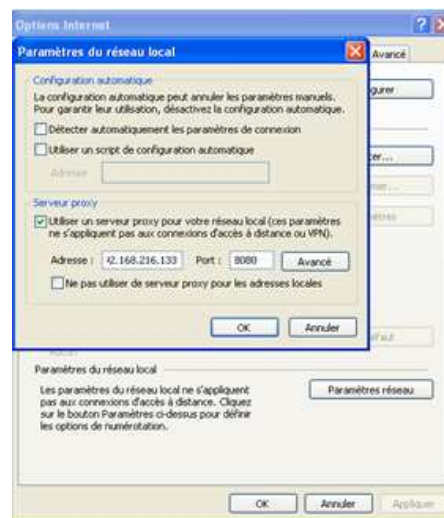 Options Internet
Paramètres du réseau local
Avancé
Configuration automatique
La configuration automatique peut annuler les paramètres manuels.
Pour garantir leur utilisation, désactivez la configuration automatique.
Détecter automatiquement les paramètres de connexion
Utiliser un script de configuration automatique
Adresse
Serveur proxy
Utiliser un serveur proxy pour votre réseau local (ces paramètres
ne s'appliquent pas aux connexions d'accès à distance ou VPN).
Adresse : 2.168.216.133 Port : 8080 Avancé
Ne pas utiliser de serveur proxy pour les adresses locales
OK Annuler
Paramètres du réseau local
Les paramètres du réseau local ne s'appliquent
pas aux connexions d'accès à distance. Cliquez
sur le bouton Paramètres ci-dessus pour définir
les options de numérotation.
Paramètres réseau
OK Annuler Appliquer